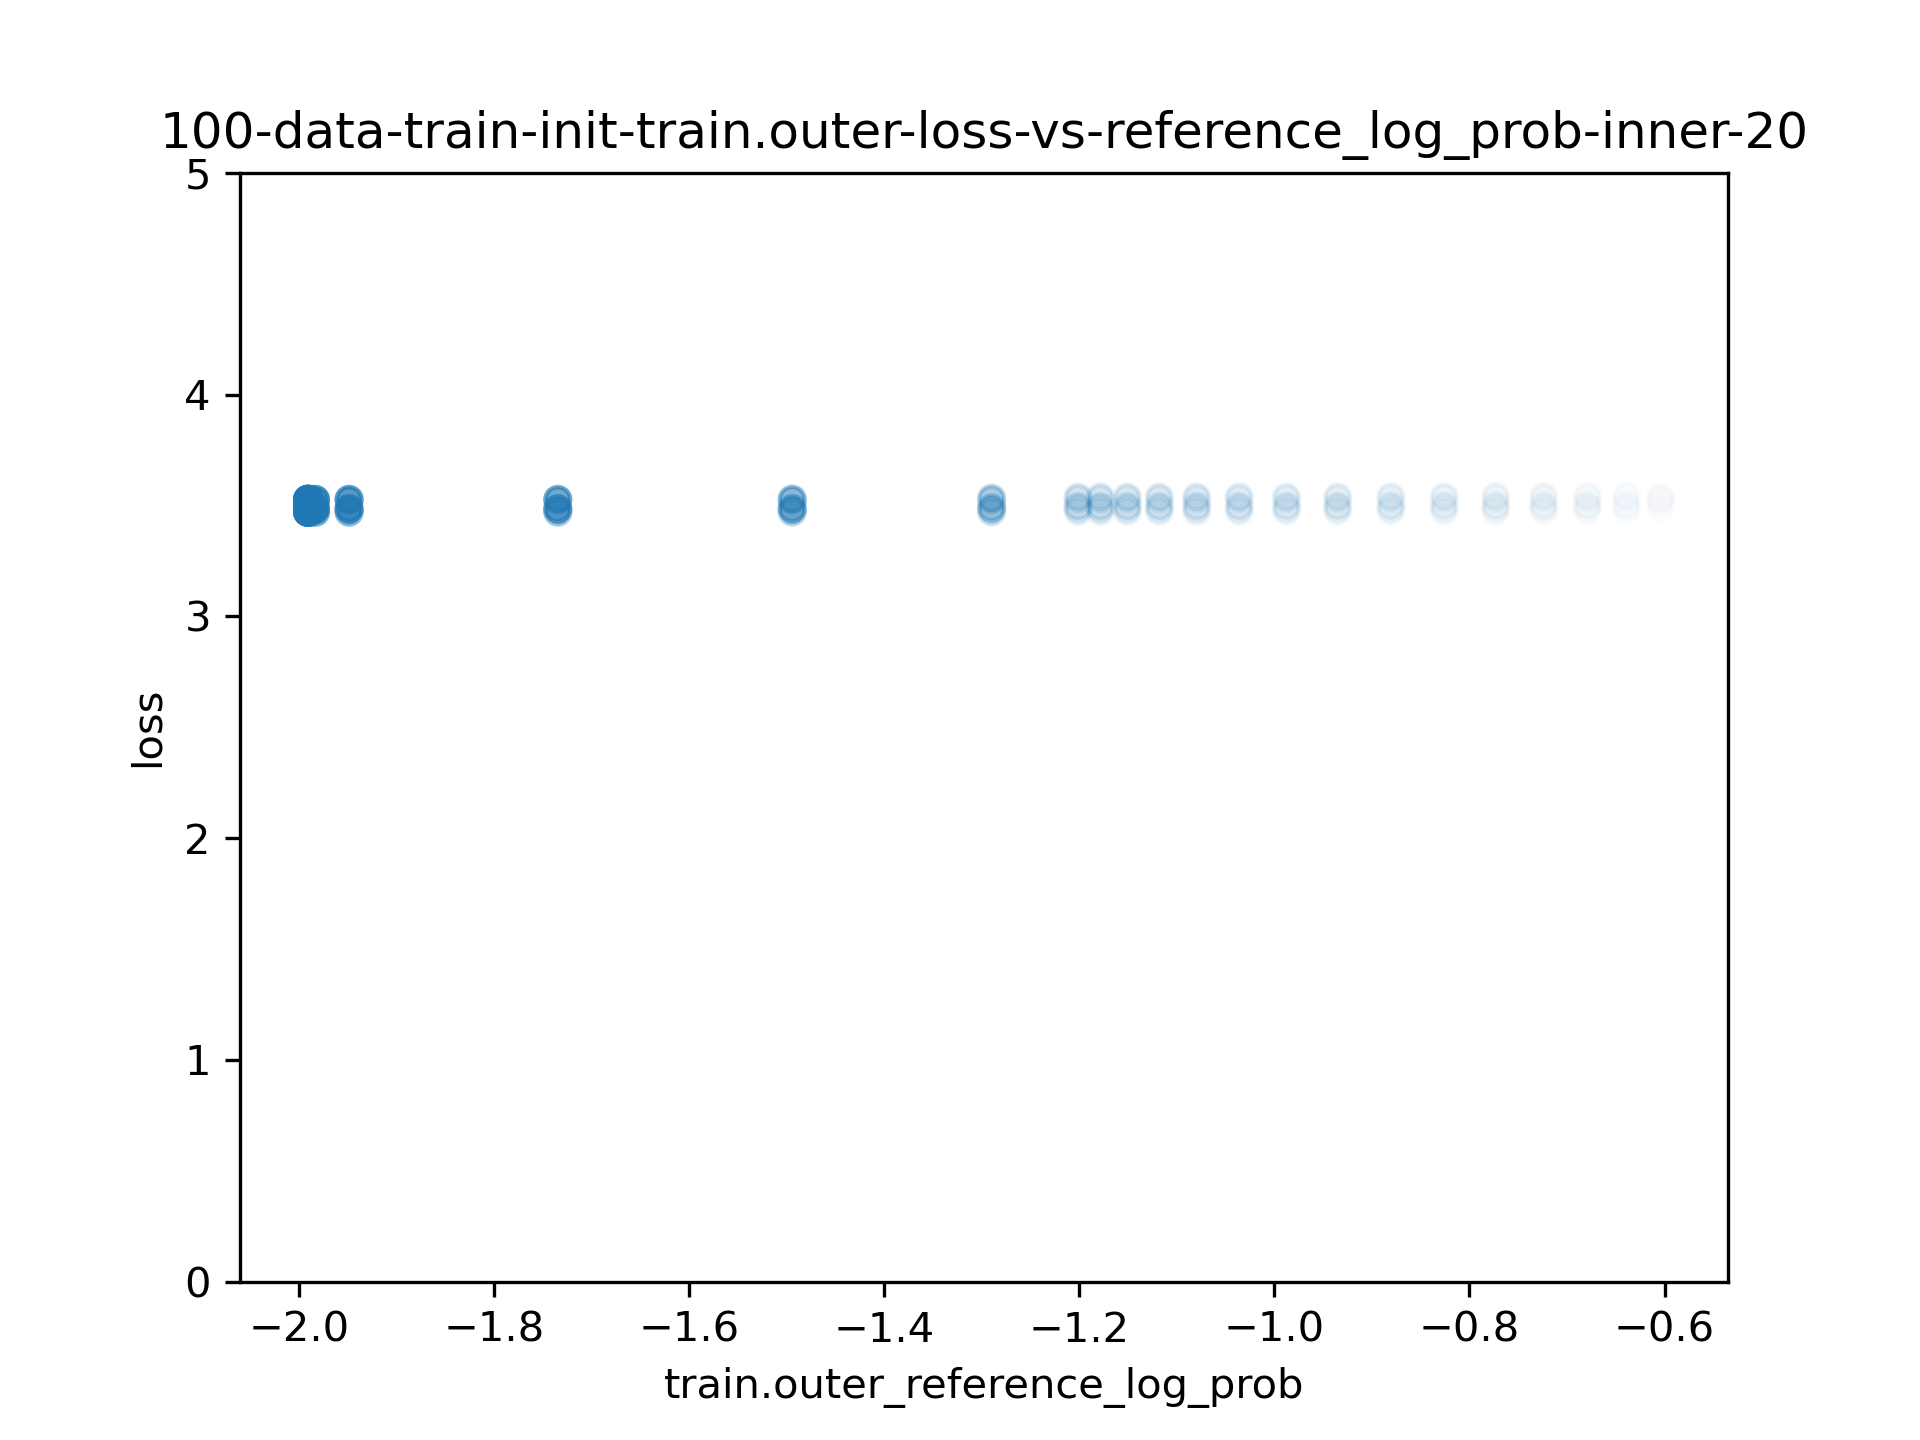 100-data-train-init-train.outer-loss-vs-reference_log_prob-inner-20
5
4
3
2
1
0
loss
−2.0 −1.8 −1.6 −1.4 −1.2 −1.0 −0.8 −0.6
train.outer_reference_log_prob